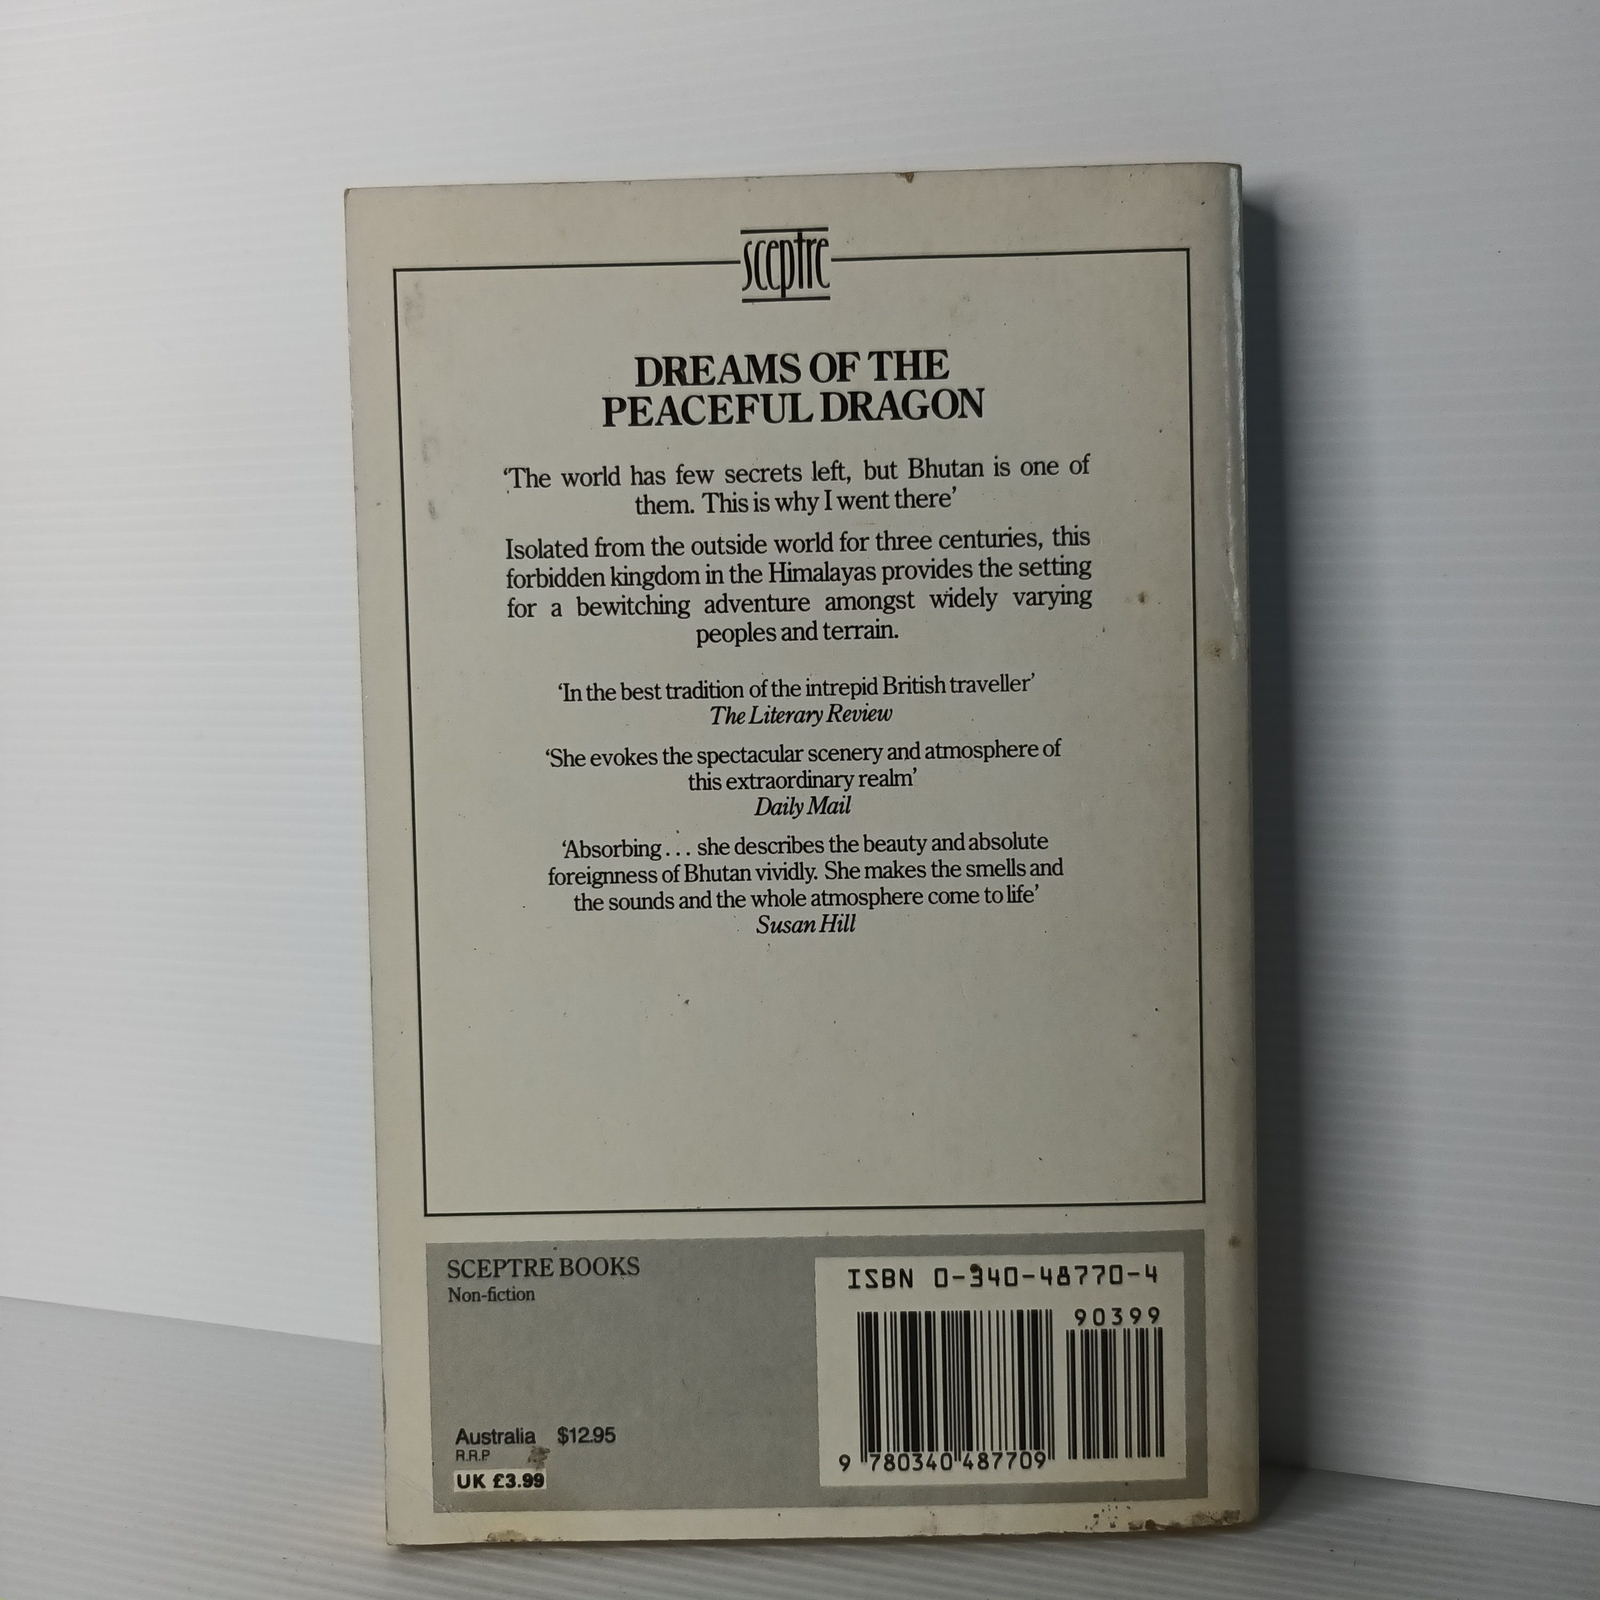 sceptre
DREAMS OF THE
PEACEFUL DRAGON
‘The world has few secrets left, but Bhutan is one of
them. This is why I went there’
Isolated from the outside world for three centuries, this
forbidden kingdom in the Himalayas provides the setting
for a bewitching adventure amongst widely varying
peoples and terrain.
‘In the best tradition of the intrepid British traveller’
The Literary Review
‘She evokes the spectacular scenery and atmosphere of
this extraordinary realm’
Daily Mail
‘Absorbing... she describes the beauty and absolute
foreignness of Bhutan vividly. She makes the smells and
the sounds and the whole atmosphere come to life’
Susan Hill
SCEPTRE BOOKS
Non-fiction
Australia $12.95
R.R.P
UK £3.99
ISBN 0-340-48770-4
90399
9 780340 487709